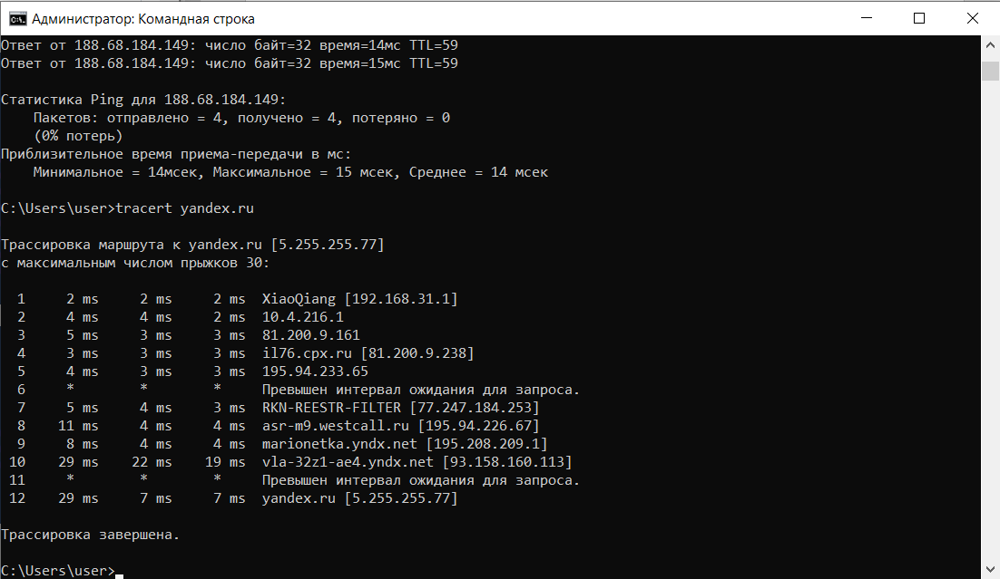 Администратор: Командная строка
Ответ от 188.68.184.149: число байт=32 время=14мс TTL=59
Ответ от 188.68.184.149: число байт=32 время=15мс TTL=59
Статистика Ping для 188.68.184.149:
    Пакетов: отправлено = 4, получено = 4, потеряно = 0
    (0% потерь)
Приблизительное время приема-передачи в мс:
    Минимальное = 14мсек, Максимальное = 15 мсек, Среднее = 14 мсек
C:\Users\user>tracert yandex.ru
Трассировка маршрута к yandex.ru [5.255.255.77]
с максимальным числом прыжков 30:
  1     2 ms     2 ms     2 ms  XiaoQiang [192.168.31.1]
  2     4 ms     4 ms     2 ms  10.4.216.1
  3     5 ms     3 ms     3 ms  81.200.9.161
  4     3 ms     3 ms     3 ms  il76.cpx.ru [81.200.9.238]
  5     4 ms     3 ms     3 ms  195.94.233.65
  6     *        *        *     Превышен интервал ожидания для запроса.
  7     5 ms     4 ms     3 ms  RKN-REESTR-FILTER [77.247.184.253]
  8    11 ms     4 ms     4 ms  asr-m9.westcall.ru [195.94.226.67]
  9     8 ms     4 ms     4 ms  marionetka.yndx.net [195.208.209.1]
 10    29 ms    22 ms    19 ms  vla-32z1-ae4.yndx.net [93.158.160.113]
 11     *        *        *     Превышен интервал ожидания для запроса.
 12    29 ms     7 ms     7 ms  yandex.ru [5.255.255.77]
Трассировка завершена.
C:\Users\user>